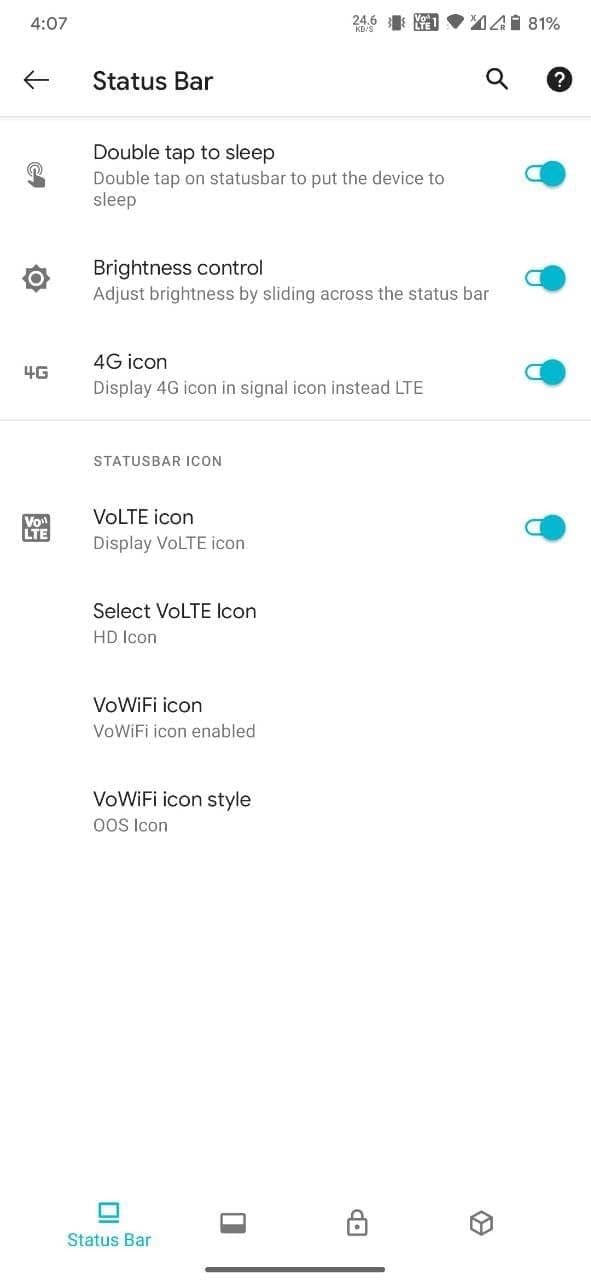 4:07
24.6
KB/S
Vo))
LTE 1
X
R
81%
Status Bar
?
Double tap to sleep
Double tap on statusbar to put the device to
sleep
Brightness control
Adjust brightness by sliding across the status bar
4G
4G icon
Display 4G icon in signal icon instead LTE
STATUSBAR ICON
Vo))
LTE
VoLTE icon
Display VoLTE icon
Select VoLTE Icon
HD Icon
VoWiFi icon
VoWiFi icon enabled
VoWiFi icon style
OOS Icon
Status Bar